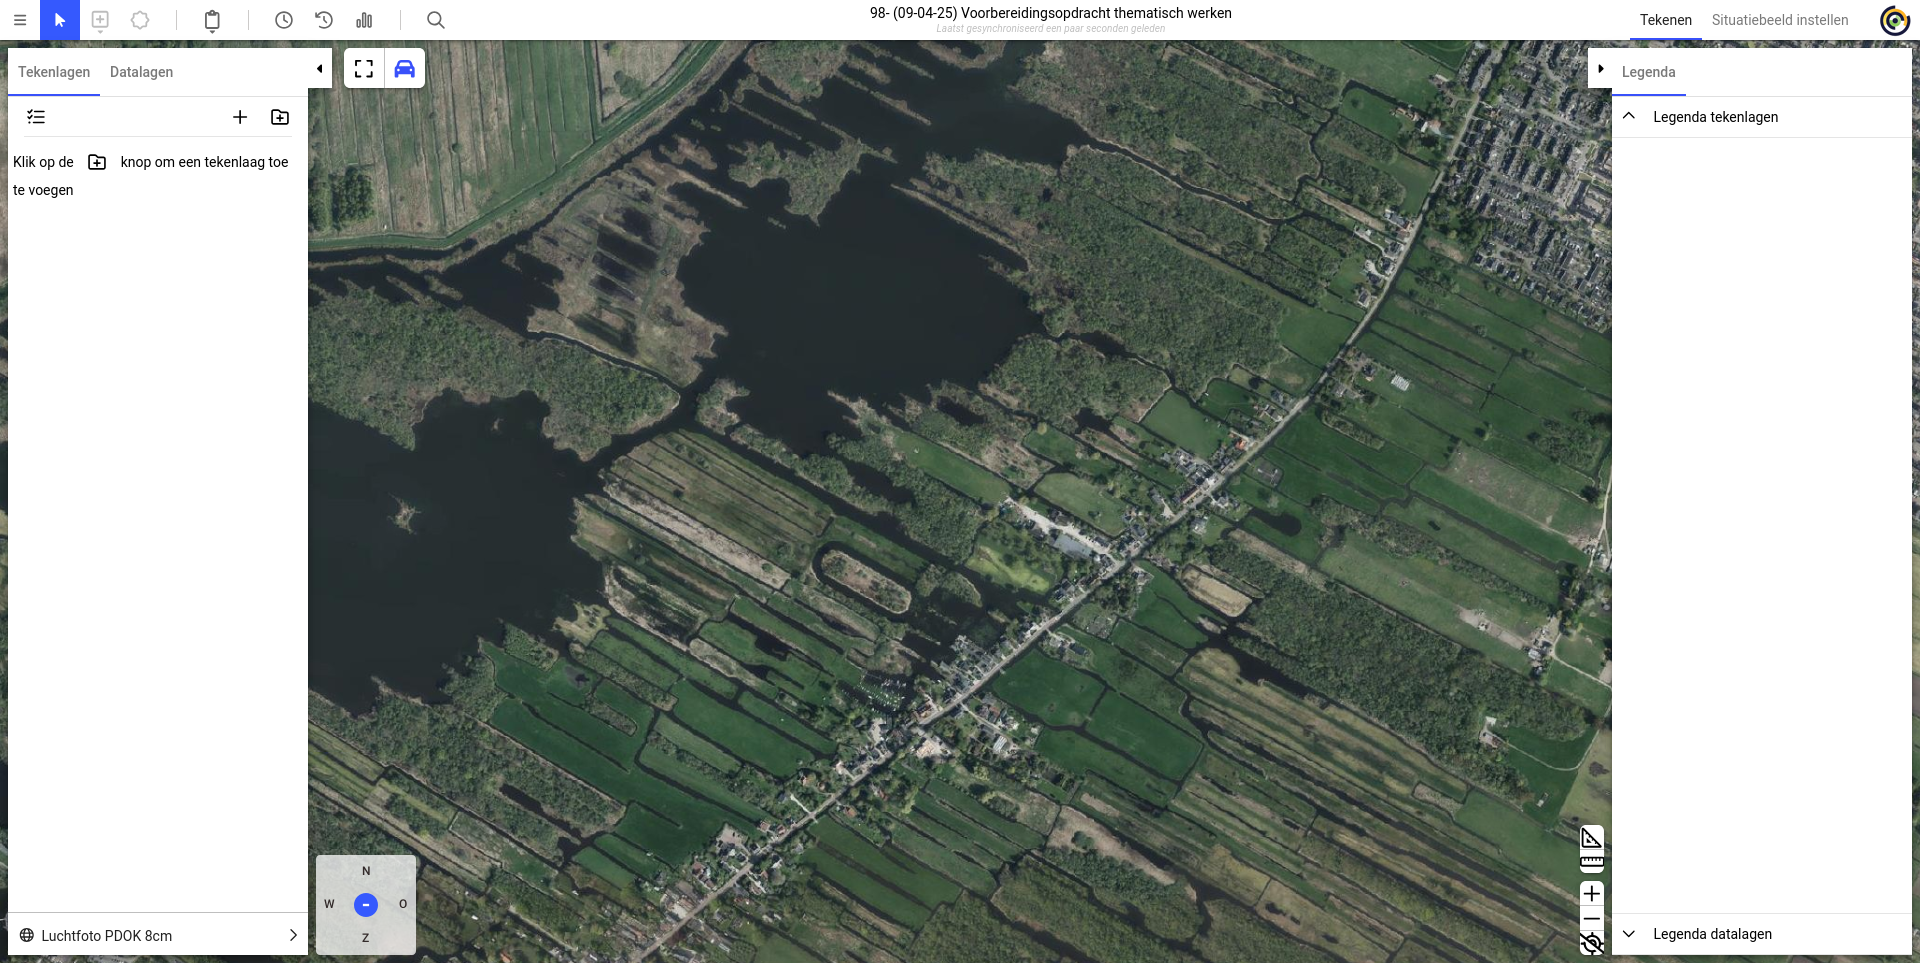 98- (09-04-25) Voorbereidingsopdracht thematisch werken
Laatst gesynchroniseerd een paar seconden geleden
Tekenen
Situatiebeeld instellen
Tekenlagen
Datalagen
Klik op de knop om een tekenlaag toe
te voegen
Luchtfoto PDOK 8cm
N
W - O
Z
Legenda
Legenda tekenlagen
Legenda datalagen